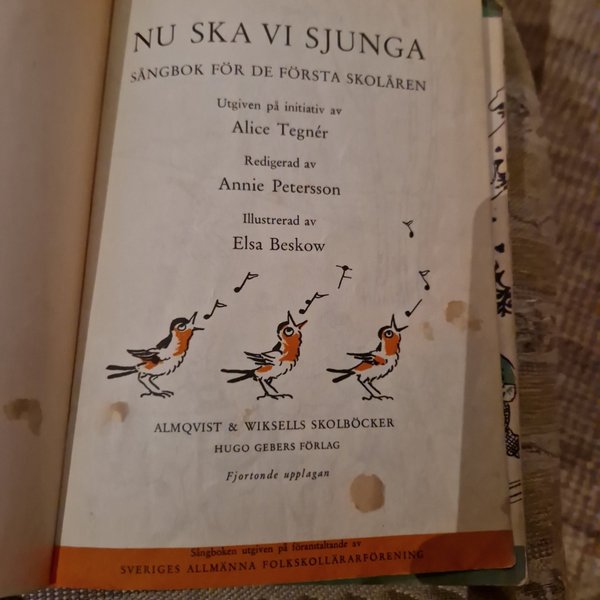 NU SKA VI SJUNGA
SÅNGBOK FÖR DE FÖRSTA SKOLÅREN
Utgiven på initiativ av
Alice Tegnér
Redigerad av
Annie Petersson
Illustrerad av
Elsa Beskow
ALMQVIST & WIKSELLS SKOLBÖCKER
HUGO GEBERS FÖRLAG
Fjortonde upplagan
Sångboken utgiven på föranstaltande av
SVERIGES ALLMÄNNA FOLKSKOLLÄRARFÖRENING